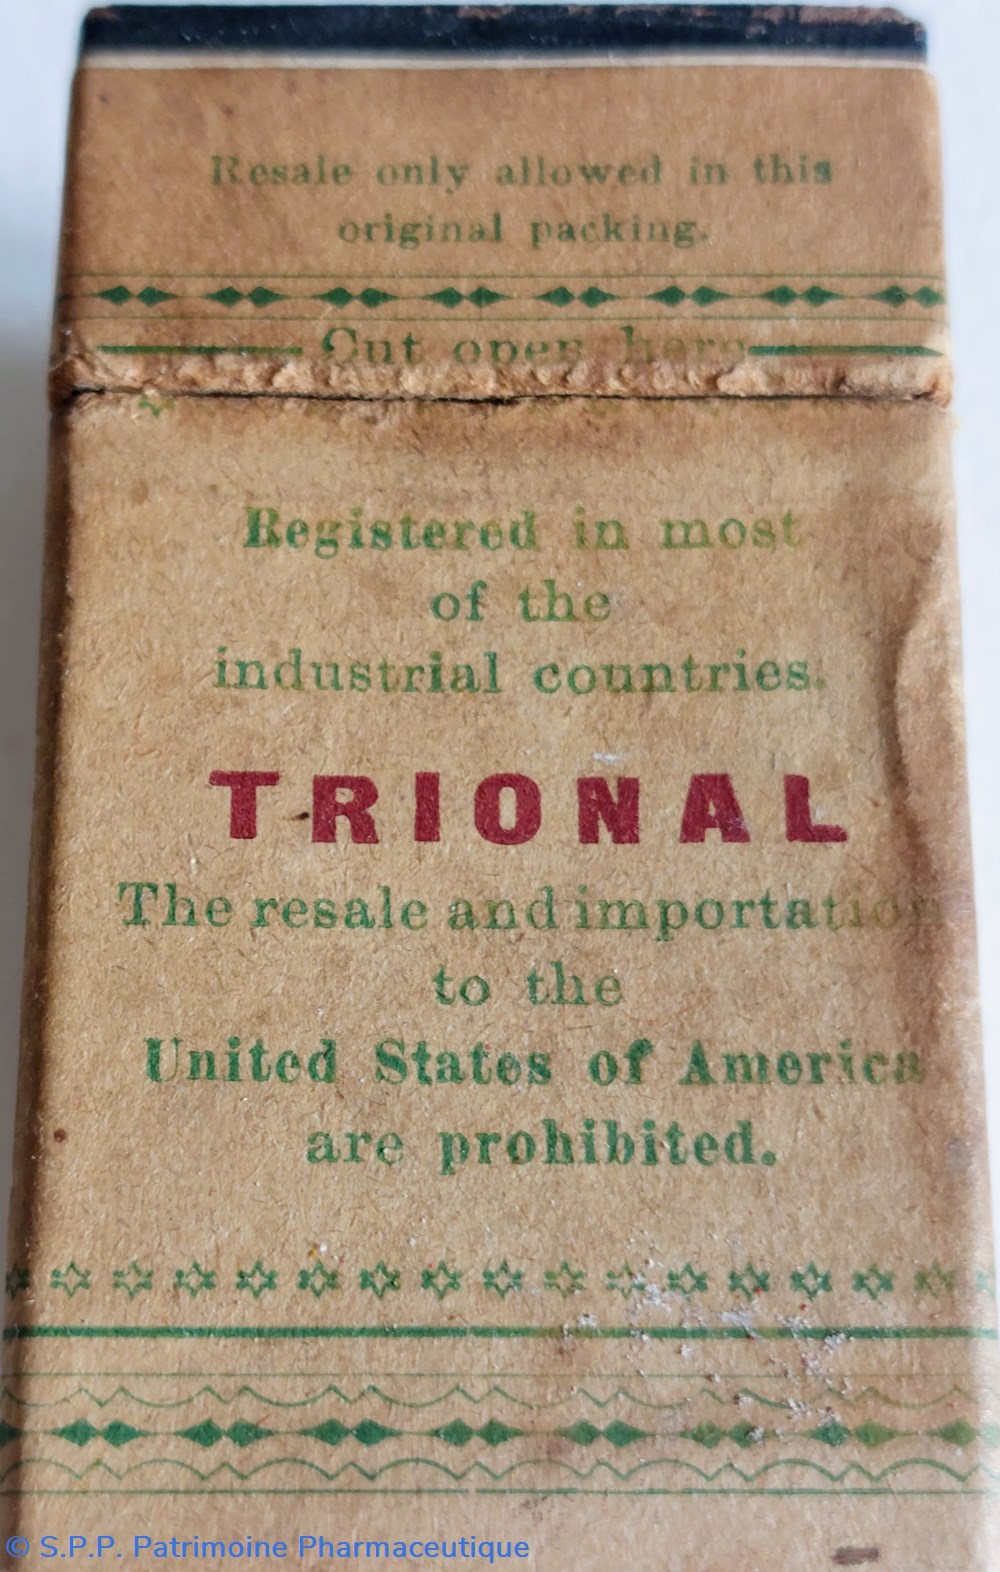 Resale only allowed in this
original packing.
Cut open here
Registered in most
of the
industrial countries.
TRIONAL
The resale and importation
to the
United States of America
are prohibited.
© S.P.P. Patrimoine Pharmaceutique